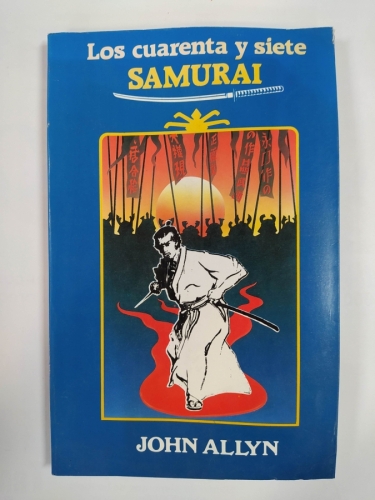 Los cuarenta y siete
SAMURAI
JOHN ALLYN